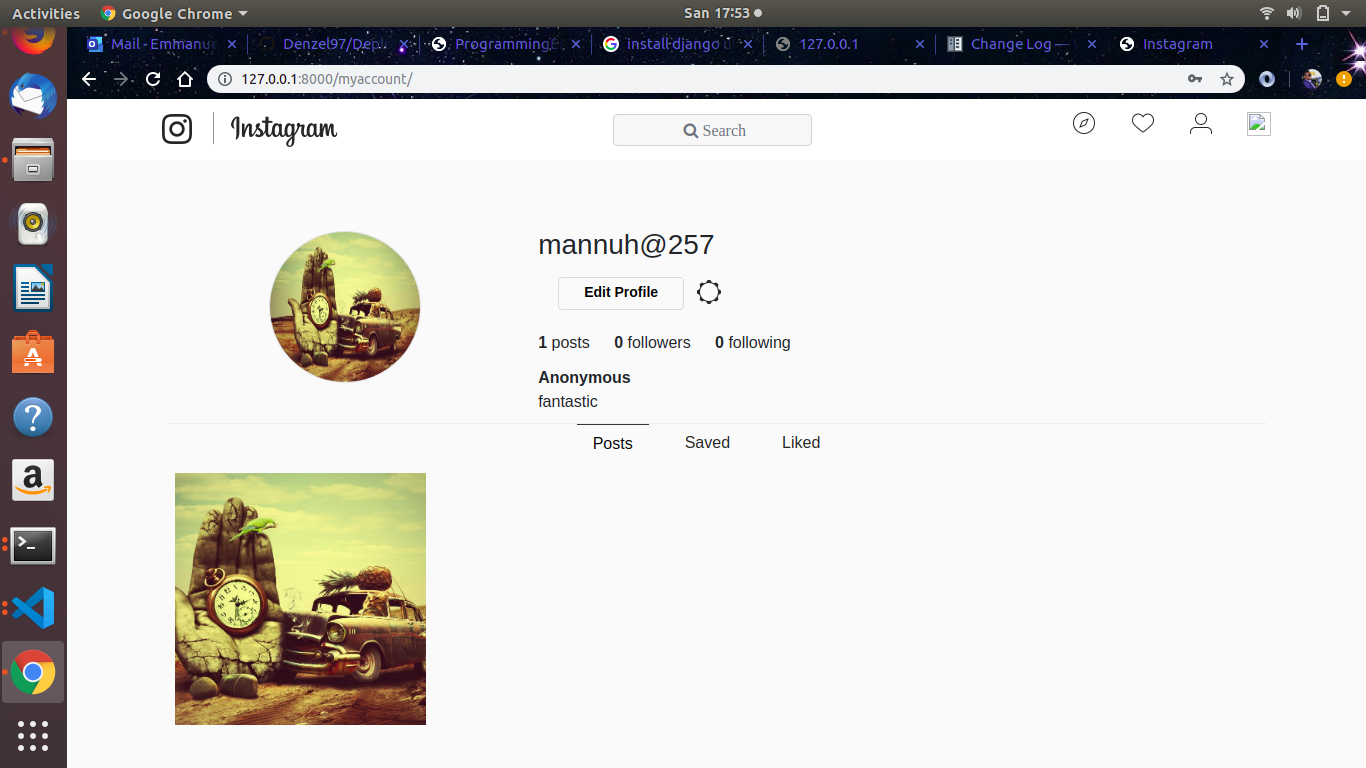 Activities Google Chrome San 17:53
Mail - Emmanue Denzel97/Dep Programming install django u 127.0.0.1 Change Log — Instagram
127.0.0.1:8000/myaccount/
Instagram Search
mannuh@257
Edit Profile
1 posts 0 followers 0 following
Anonymous
fantastic
Posts Saved Liked